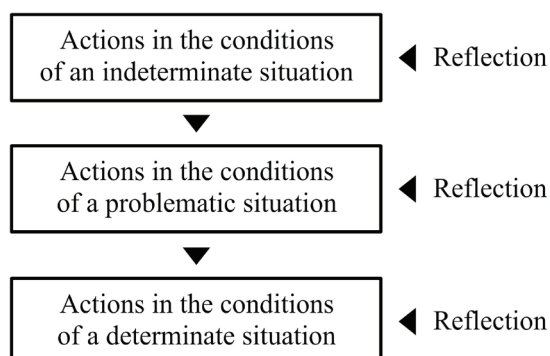 Actions in the conditions
of an indeterminate situation
Reflection
Actions in the conditions
of a problematic situation
Reflection
Actions in the conditions
of a determinate situation
Reflection